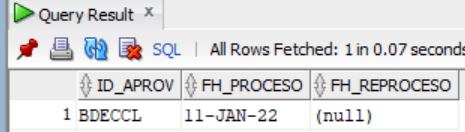 Query Result ×
SQL | All Rows Fetched: 1 in 0.07 seconds
ID_APROV FH_PROCESO FH_REPROCESO
1 BDECCL 11-JAN-22 (null)